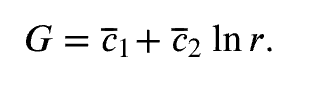 G = c̅₁ + c̅₂ ln r.